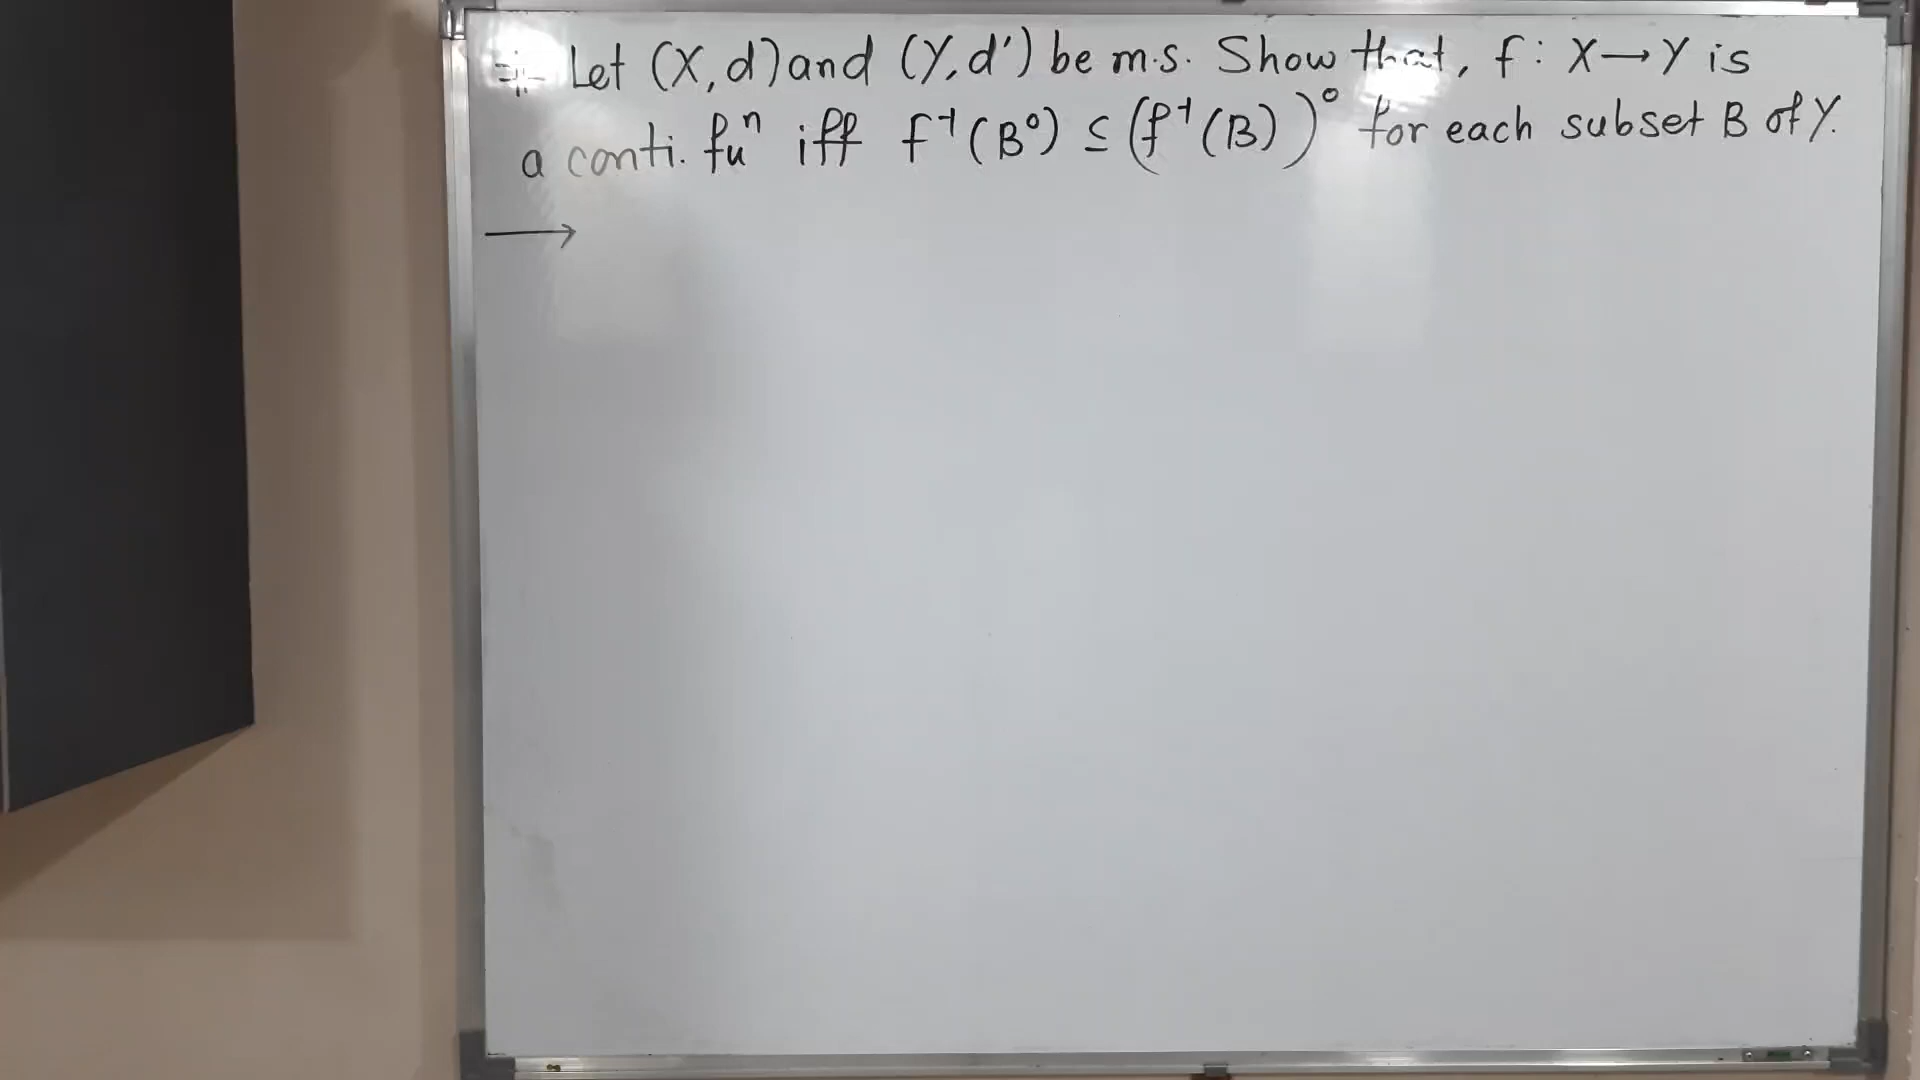 Let (X, d) and (Y, d') be m.s. Show that, f : X → Y is
a conti. fuⁿ iff f⁻¹(B°) ⊆ (f⁻¹(B))° for each subset B of Y.
→